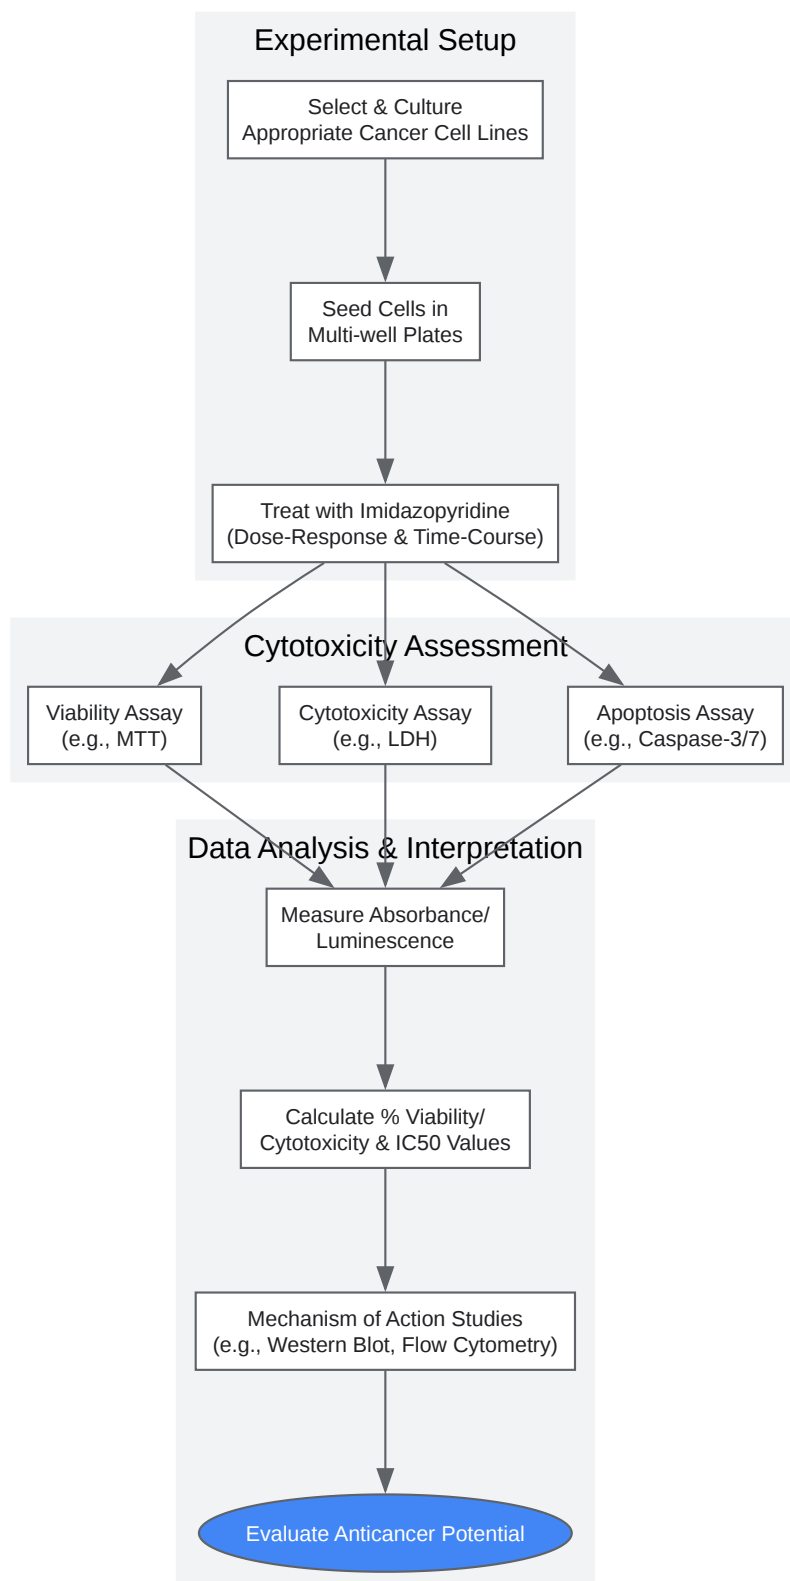 Experimental Setup
Select & Culture
Appropriate Cancer Cell Lines
Seed Cells in
Multi-well Plates
Treat with Imidazopyridine
(Dose-Response & Time-Course)
Cytotoxicity Assessment
Viability Assay
(e.g., MTT)
Cytotoxicity Assay
(e.g., LDH)
Apoptosis Assay
(e.g., Caspase-3/7)
Data Analysis & Interpretation
Measure Absorbance/
Luminescence
Calculate % Viability/
Cytotoxicity & IC50 Values
Mechanism of Action Studies
(e.g., Western Blot, Flow Cytometry)
Evaluate Anticancer Potential